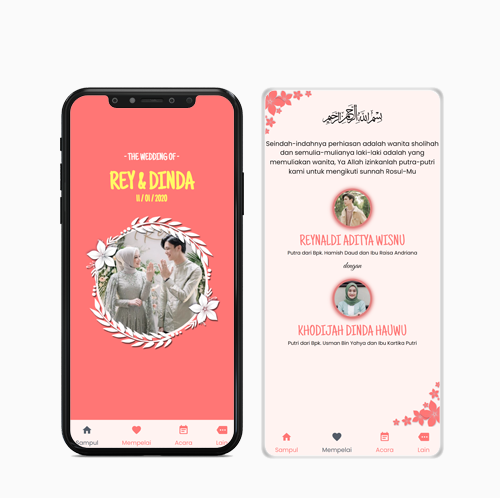 - THE WEDDING OF -
REY & DINDA
11 / 01 / 2020
Sampul
Mempelai
Acara
Lain
بسم الله الرحمن الرحيم
Seindah-indahnya perhiasan adalah wanita sholihah
dan semulia-mulianya laki-laki adalah yang
memuliakan wanita, Ya Allah izinkanlah putra-putri
kami untuk mengikuti sunnah Rosul-Mu
REYNALDI ADITYA WISNU
Putra dari Bpk. Hamish Daud dan Ibu Raisa Andriana
dengan
KHODIJAH DINDA HAUWU
Putri dari Bpk. Usman Bin Yahya dan Ibu Kartika Putri
Sampul
Mempelai
Acara
Lain